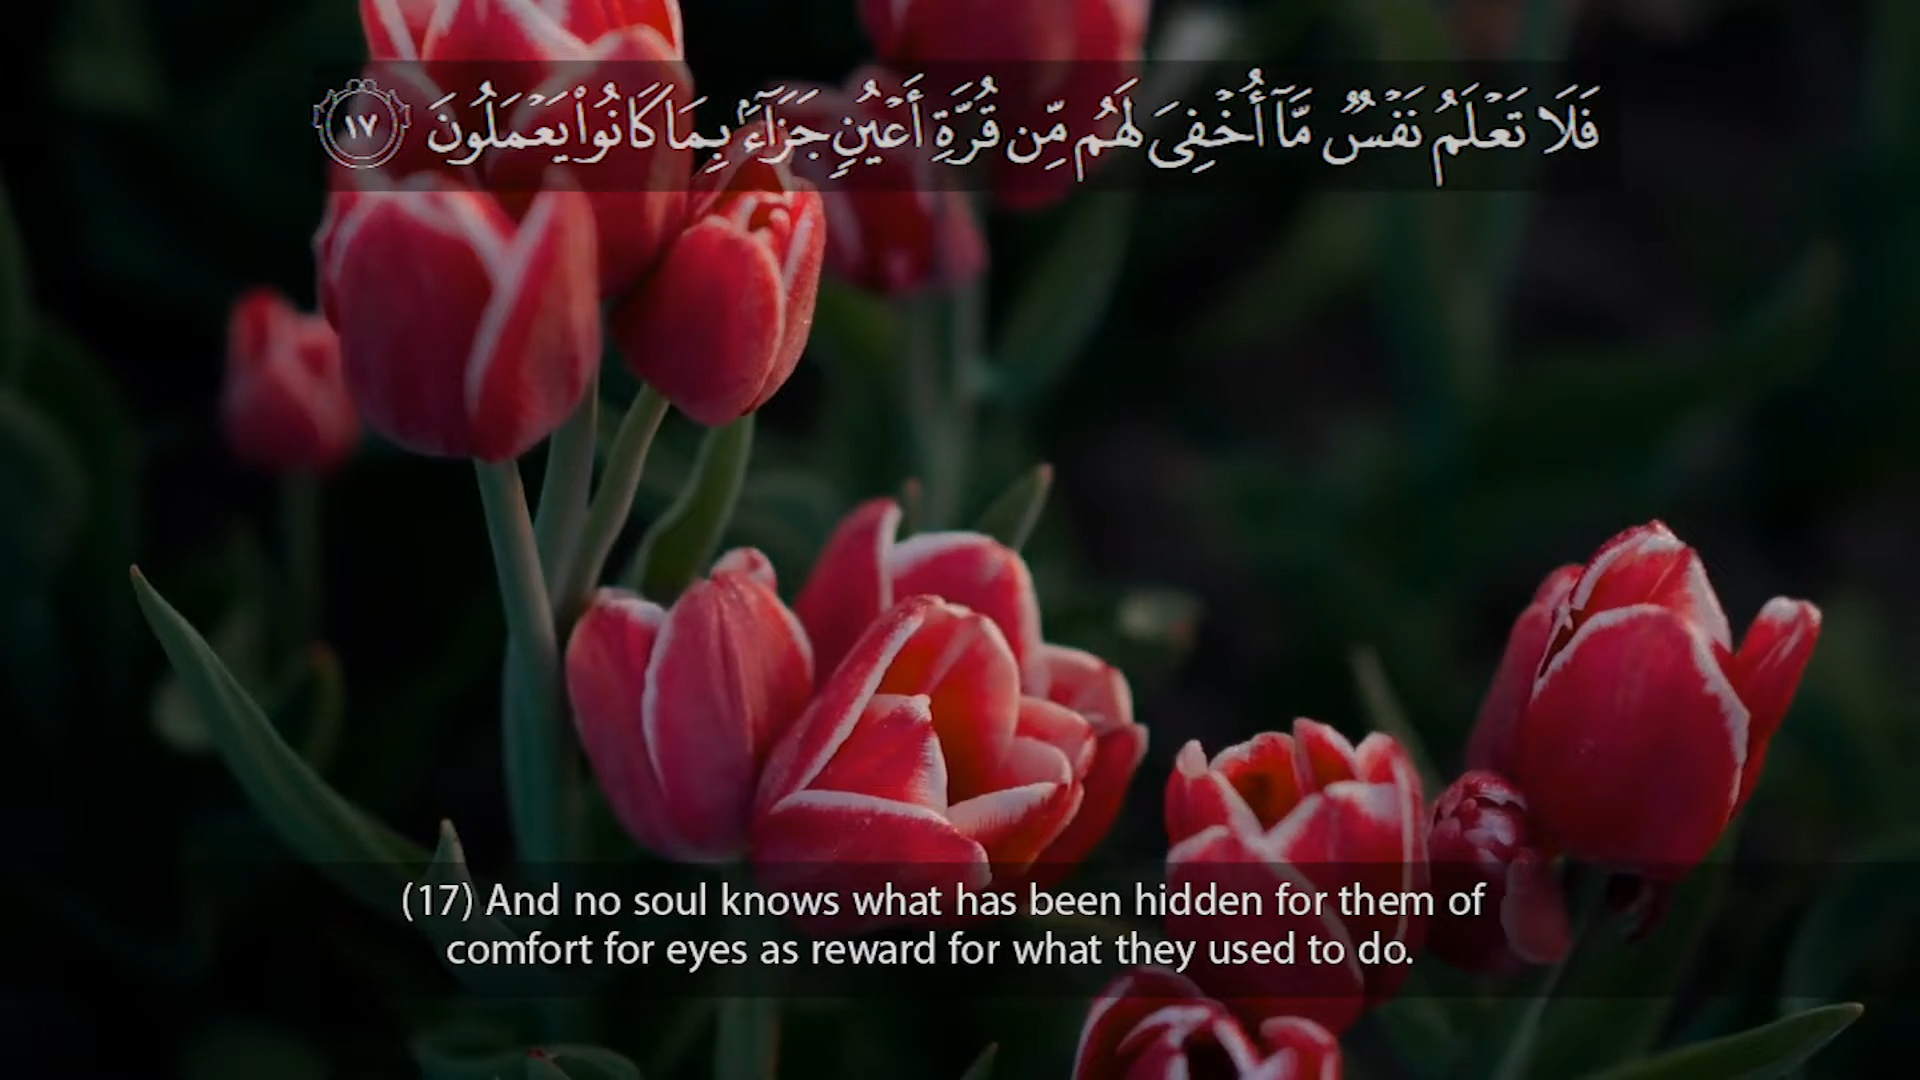 فَلَا تَعْلَمُ نَفْسٌ مَّآ أُخْفِىَ لَهُم مِّن قُرَّةِ أَعْيُنٍ جَزَآءًۢ بِمَا كَانُوا۟ يَعْمَلُونَ ١٧
(17) And no soul knows what has been hidden for them of
comfort for eyes as reward for what they used to do.